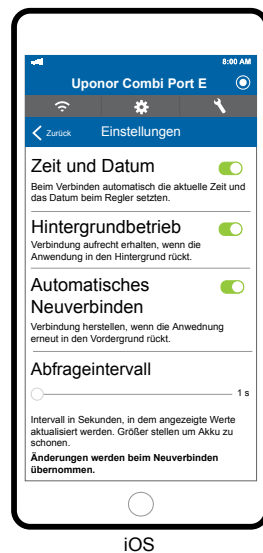 8:00 AM
Uponor Combi Port E
Zurück Einstellungen
Zeit und Datum
Beim Verbinden automatisch die aktuelle Zeit und
das Datum beim Regler setzten.
Hintergrundbetrieb
Verbindung aufrecht erhalten, wenn die
Anwendung in den Hintergrund rückt.
Automatisches
Neuverbinden
Verbindung herstellen, wenn die Anwednung
erneut in den Vordergrund rückt.
Abfrageintervall
1 s
Intervall in Sekunden, in dem angezeigte Werte
aktualisiert werden. Größer stellen um Akku zu
schonen.
Änderungen werden beim Neuverbinden
übernommen.
iOS